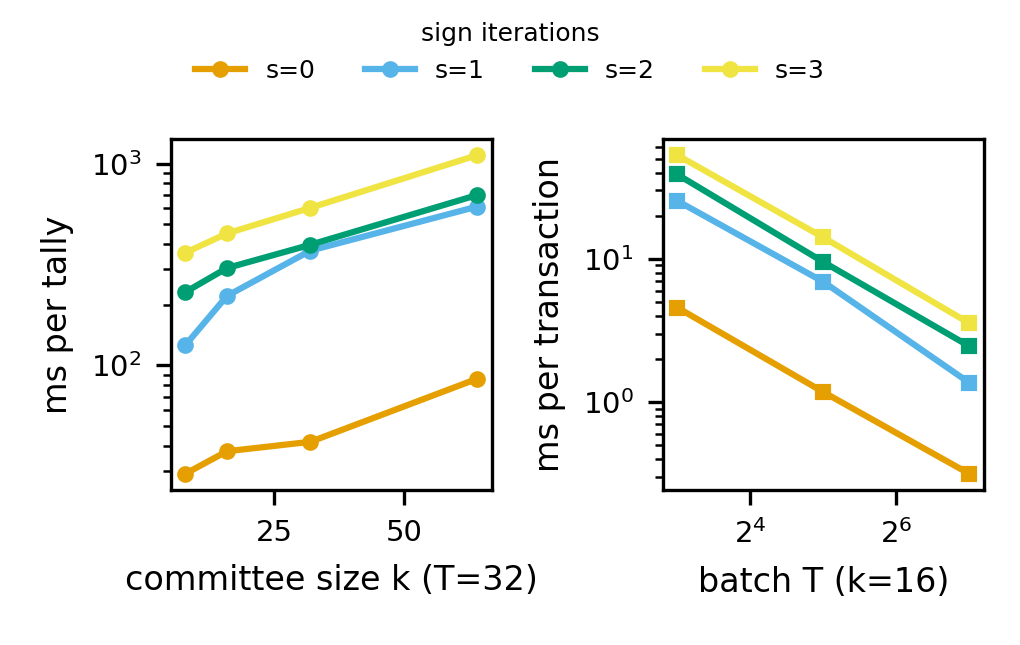 sign iterations
s=0 s=1 s=2 s=3
ms per tally
10³
10²
25 50
committee size k (T=32)
ms per transaction
10¹
10⁰
2⁴ 2⁶
batch T (k=16)